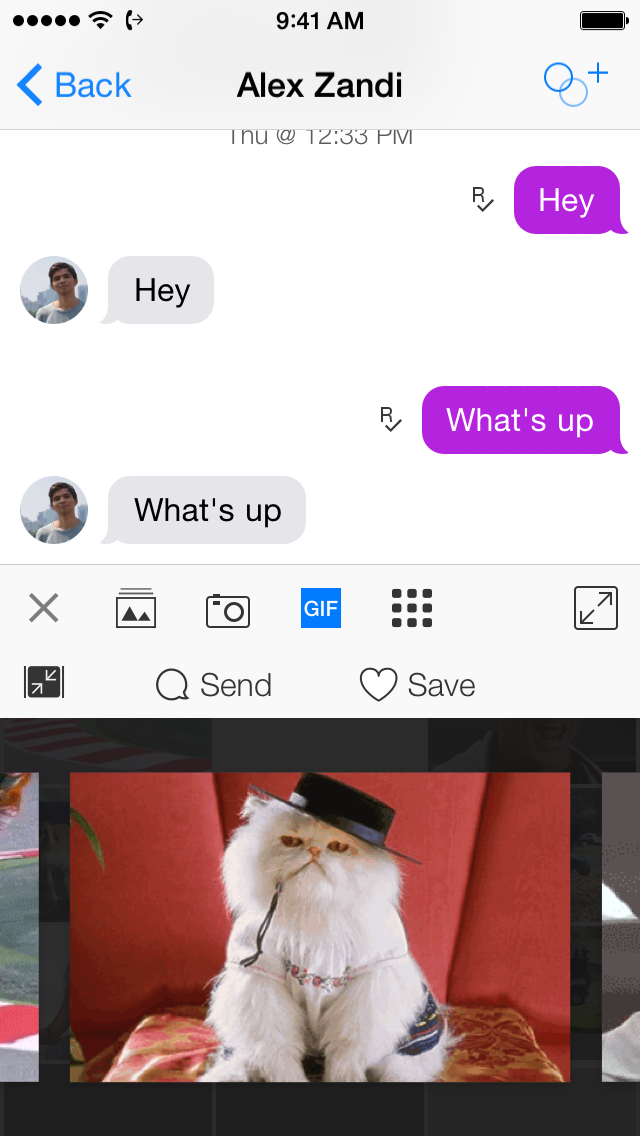 9:41 AM
Back
Alex Zandi
Thu @ 12:33 PM
R
Hey
Hey
R
What's up
What's up
GIF
Send
Save